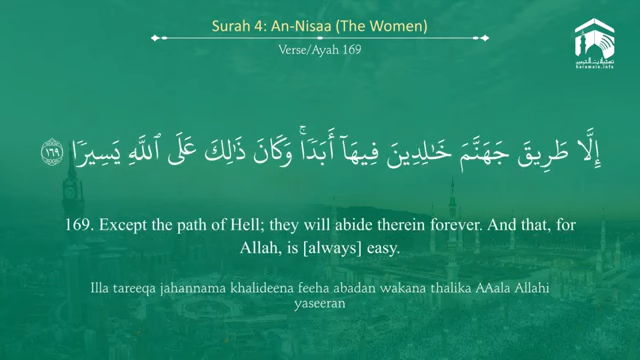 Surah 4: An-Nisaa (The Women)
Verse/Ayah 169
haramain.info
إِلَّا طَرِيقَ جَهَنَّمَ خَٰلِدِينَ فِيهَآ أَبَدًا ۚ وَكَانَ ذَٰلِكَ عَلَى ٱللَّهِ يَسِيرًا ١٦٩
169. Except the path of Hell; they will abide therein forever. And that, for
Allah, is [always] easy.
Illa tareeqa jahannama khalideena feeha abadan wakana thalika AAala Allahi
yaseeran